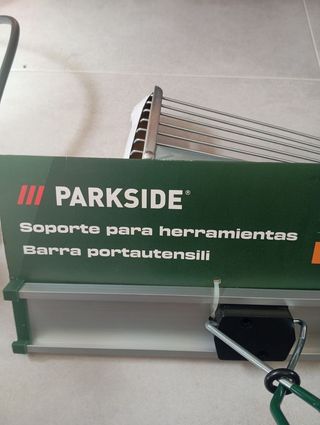 PARKSIDE®
Soporte para herramientas
Barra portautensili